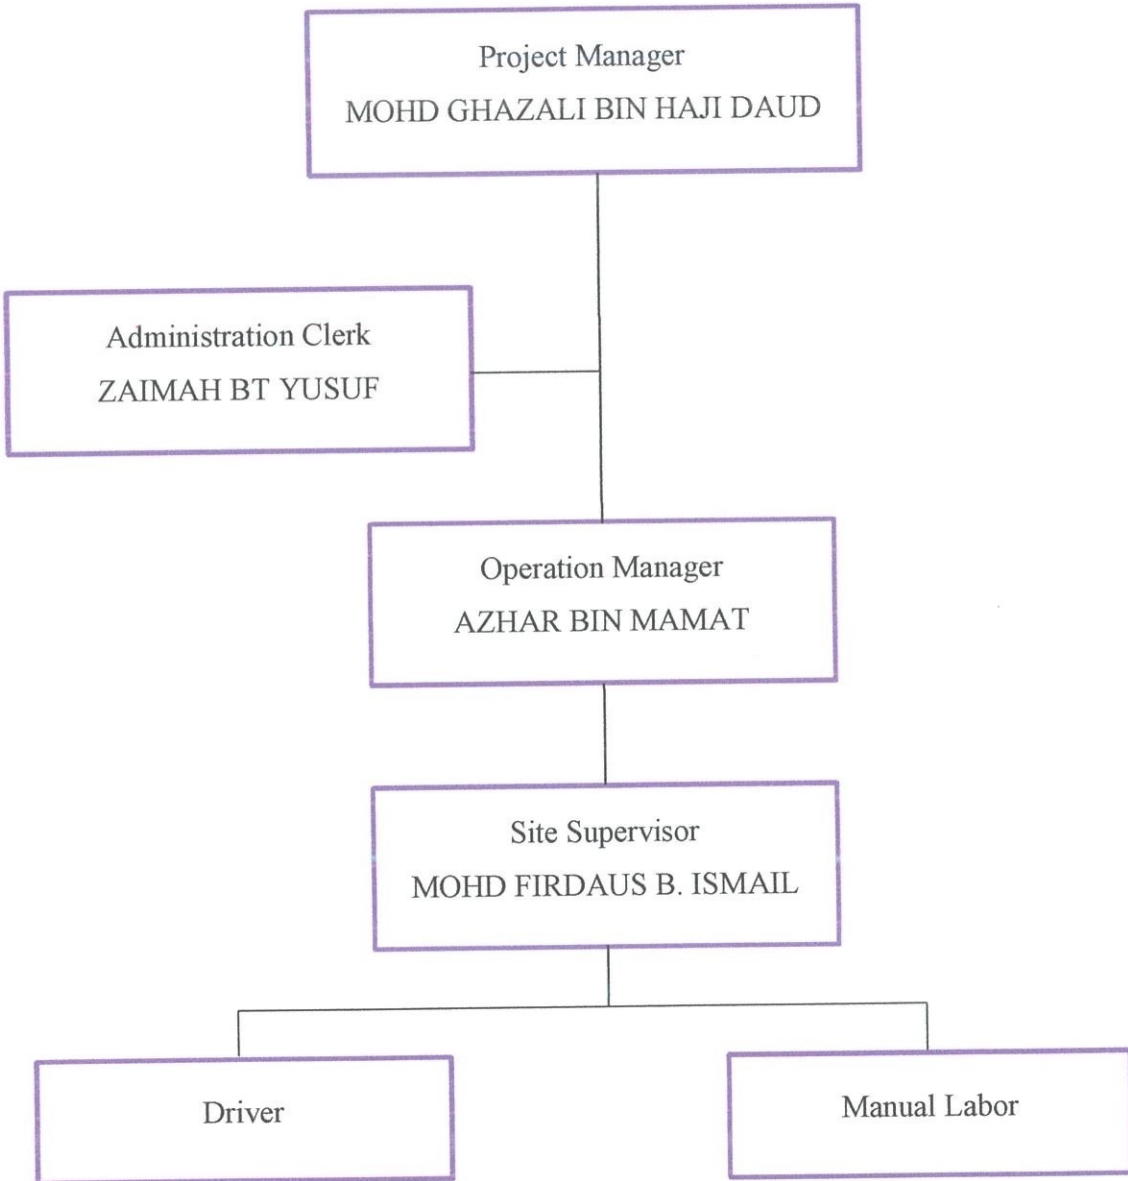 Project Manager
MOHD GHAZALI BIN HAJI DAUD
Administration Clerk
ZAIMAH BT YUSUF
Operation Manager
AZHAR BIN MAMAT
Site Supervisor
MOHD FIRDAUS B. ISMAIL
Driver
Manual Labor